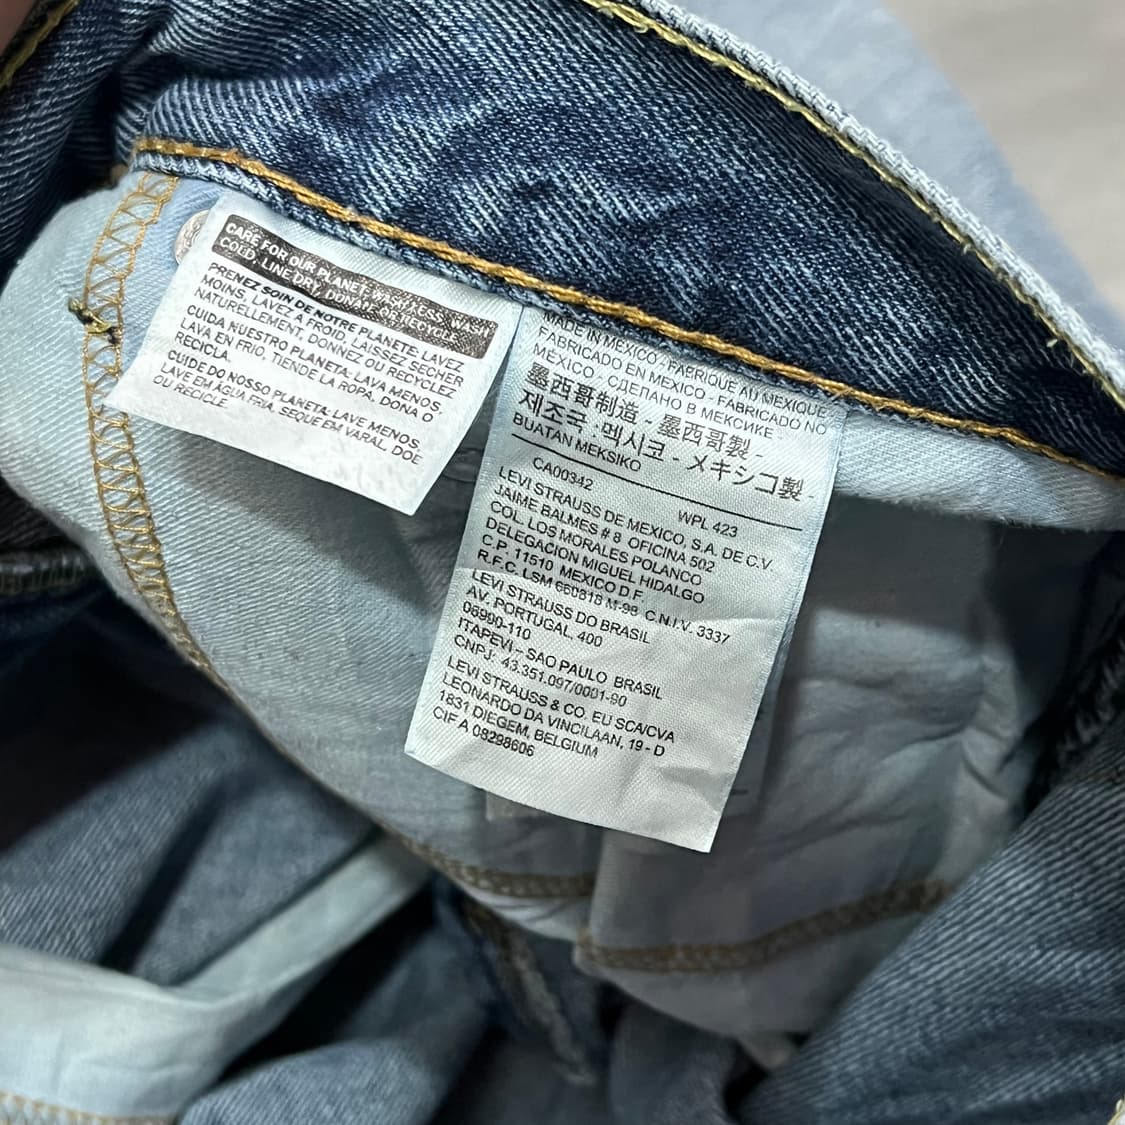 CARE FOR OUR PLANET: WASH LESS, WASH
COLD, LINE DRY, DONATE OR RECYCLE.
PRENEZ SOIN DE NOTRE PLANETE: LAVEZ
MOINS, LAVEZ À FROID, LAISSEZ SÉCHER
NATURELLEMENT, DONNEZ OU RECYCLEZ
CUIDA NUESTRO PLANETA: LAVA MENOS,
LAVA EN FRIO, TIENDE LA ROPA, DONA O
RECICLA.
CUIDE DO NOSSO PLANETA: LAVE MENOS,
LAVE EM ÁGUA FRIA, SEQUE EM VARAL, DOE
OU RECICLE.
MADE IN MEXICO - FABRIQUE AU MEXIQUE
FABRICADO EN MEXICO - FABRICADO NO
MÉXICO - СДЕЛАНО В МЕКСИКЕ -
墨西哥制造 - 墨西哥製 -
제조국 : 멕시코 - メキシコ製 -
BUATAN MEKSIKO
CA00342 WPL 423
LEVI STRAUSS DE MEXICO, S.A. DE C.V.
JAIME BALMES # 8 OFICINA 502
COL. LOS MORALES POLANCO
DELEGACION MIGUEL HIDALGO
C.P. 11510 MEXICO D.F.
R.F.C. LSM 660818 M-98 C.N.I.V. 3337
LEVI STRAUSS DO BRASIL
AV. PORTUGAL, 400
06990-110
ITAPEVI – SAO PAULO BRASIL
CNPJ: 43.351.097/0001-90
LEVI STRAUSS & CO. EU SCA/CVA
LEONARDO DA VINCILAAN, 19 - D
1831 DIEGEM, BELGIUM
CIF A 08298606